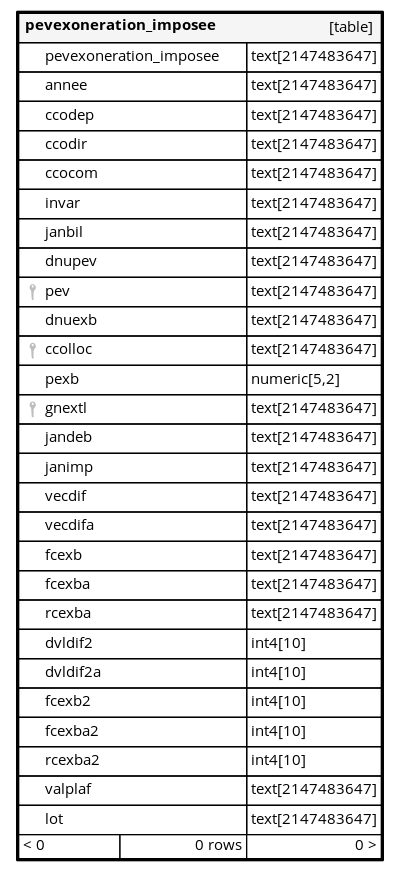 pevexoneration_imposee [table]
pevexoneration_imposee text[2147483647]
annee text[2147483647]
ccodep text[2147483647]
ccodir text[2147483647]
ccocom text[2147483647]
invar text[2147483647]
janbil text[2147483647]
dnupev text[2147483647]
pev text[2147483647]
dnuexb text[2147483647]
ccolloc text[2147483647]
pexb numeric[5,2]
gnextl text[2147483647]
jandeb text[2147483647]
janimp text[2147483647]
vecdif text[2147483647]
vecdifa text[2147483647]
fcexb text[2147483647]
fcexba text[2147483647]
rcexba text[2147483647]
dvldif2 int4[10]
dvldif2a int4[10]
fcexb2 int4[10]
fcexba2 int4[10]
rcexba2 int4[10]
valplaf text[2147483647]
lot text[2147483647]
< 0 0 rows 0 >